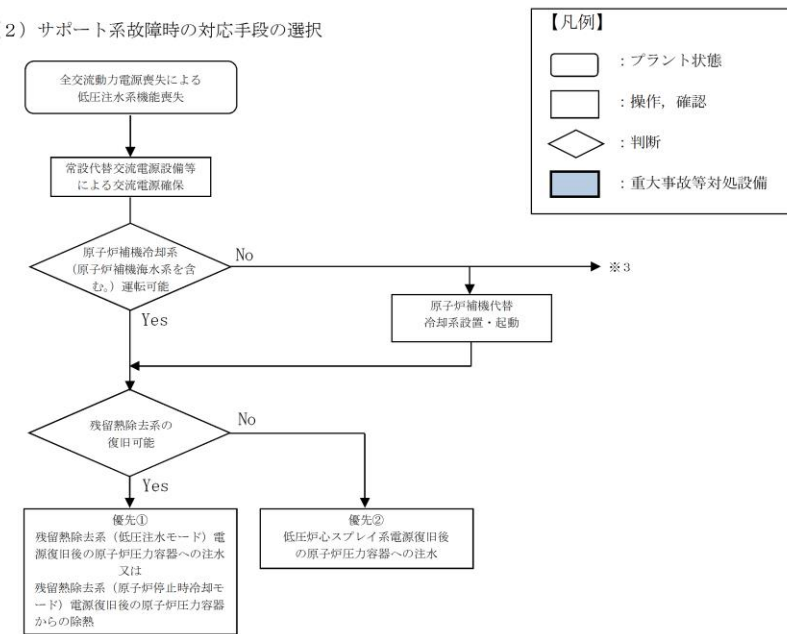 2）サポート系故障時の対応手段の選択
【凡例】
：プラント状態
：操作，確認
：判断
：重大事故等対処設備
全交流動力電源喪失による
低圧注水系機能喪失
常設代替交流電源設備等
による交流電源確保
原子炉補機冷却系
（原子炉補機海水系を含
む。）運転可能
No
※3
Yes
原子炉補機代替
冷却系設置・起動
残留熱除去系の
復旧可能
No
Yes
優先①
残留熱除去系（低圧注水モード）電
源復旧後の原子炉圧力容器への注水
又は
残留熱除去系（原子炉停止時冷却モ
ード）電源復旧後の原子炉圧力容器
からの除熱
優先②
低圧炉心スプレイ系電源復旧後
の原子炉圧力容器への注水